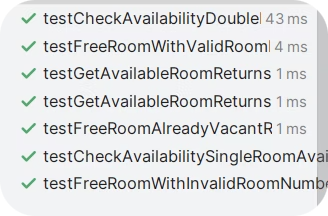 testCheckAvailabilityDouble 43 ms
testFreeRoomWithValidRoom 4 ms
testGetAvailableRoomReturns 1 ms
testGetAvailableRoomReturns 1 ms
testFreeRoomAlreadyVacantR 1 ms
testCheckAvailabilitySingleRoomAvai
testFreeRoomWithInvalidRoomNumbe